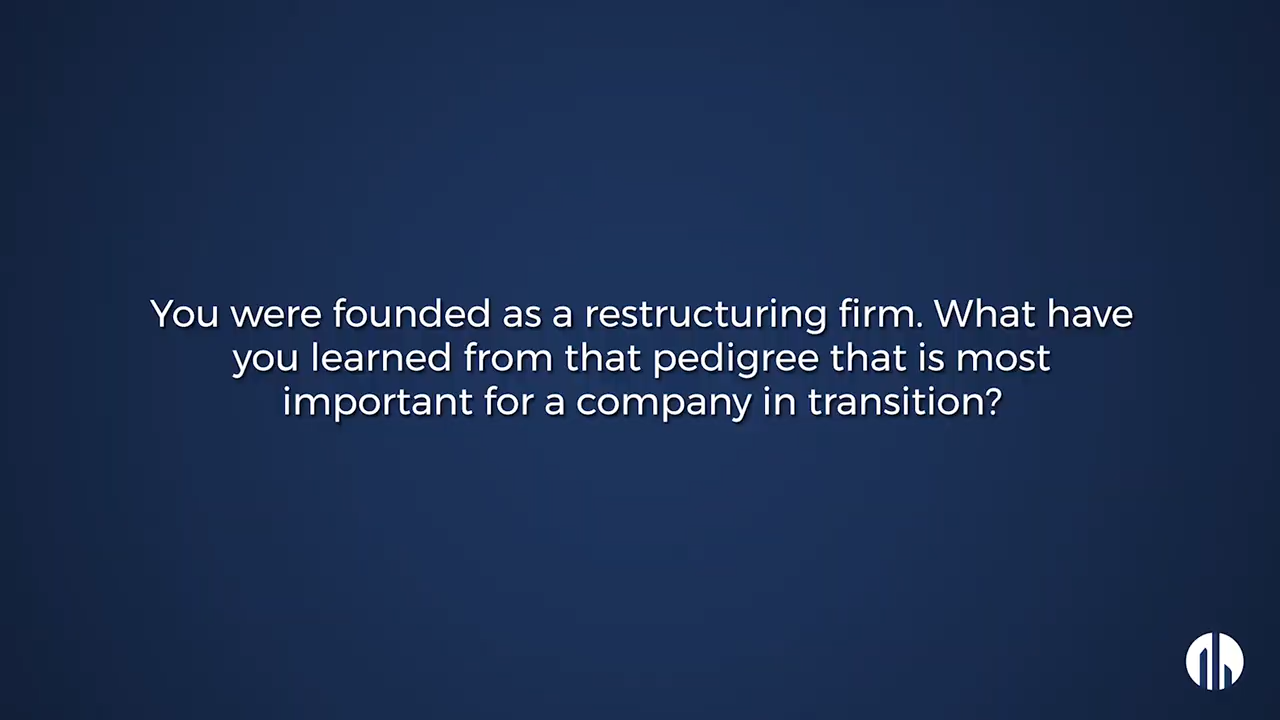 You were founded as a restructuring firm. What have
you learned from that pedigree that is most
important for a company in transition?